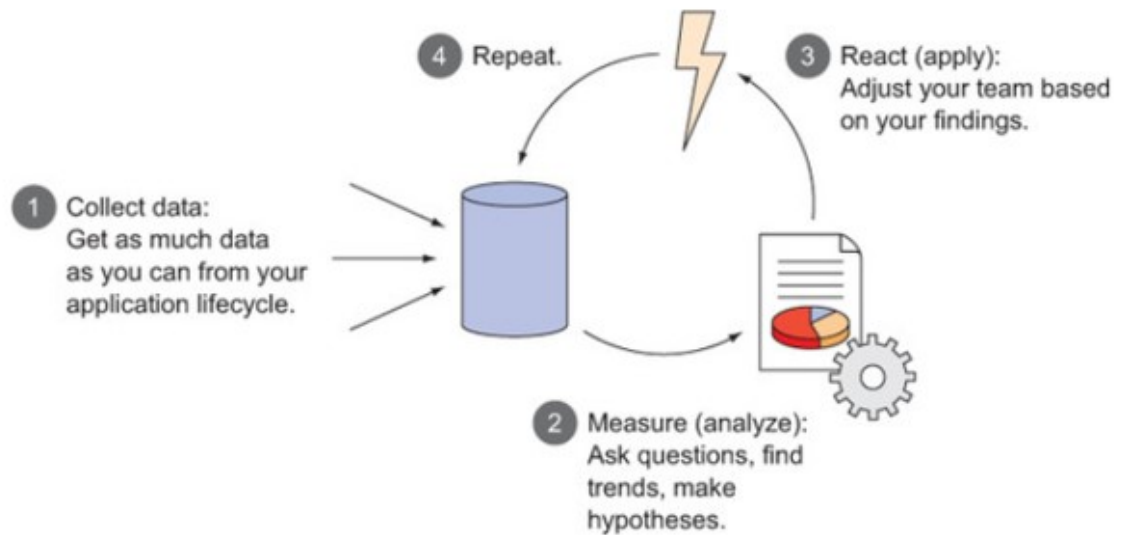 4 Repeat.
3 React (apply):
Adjust your team based
on your findings.
1 Collect data:
Get as much data
as you can from your
application lifecycle.
2 Measure (analyze):
Ask questions, find
trends, make
hypotheses.